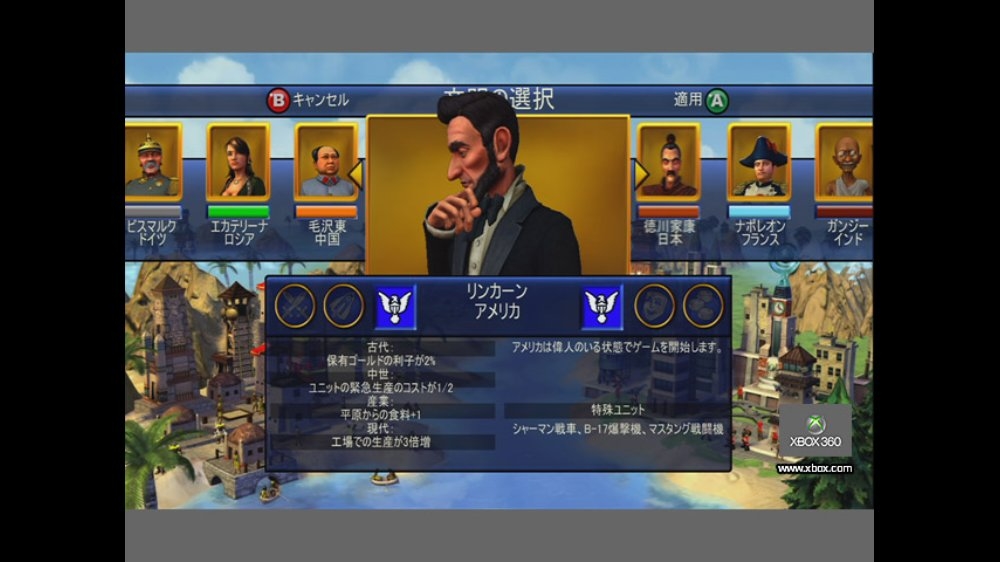 B キャンセル
文明の選択
適用 A
ビスマルク
ドイツ
エカテリーナ
ロシア
毛沢東
中国
徳川家康
日本
ナポレオン
フランス
ガンジー
インド
リンカーン
アメリカ
古代:
保有ゴールドの利子が2%
中世:
ユニットの緊急生産のコストが1/2
産業:
平原からの食料+1
現代:
工場での生産が3倍増
アメリカは偉人のいる状態でゲームを開始します。
特殊ユニット
シャーマン戦車、B-17爆撃機、マスタング戦闘機
XBOX 360
www.xbox.com